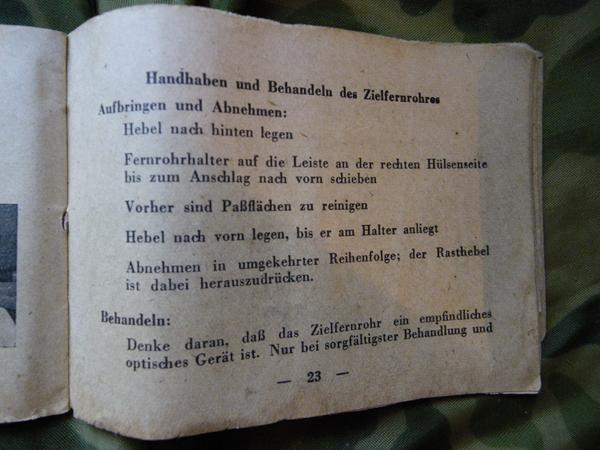 Handhaben und Behandeln des Zielfernrohres
Aufbringen und Abnehmen:
Hebel nach hinten legen
Fernrohrhalter auf die Leiste an der rechten Hülsenseite
bis zum Anschlag nach vorn schieben
Vorher sind Paßflächen zu reinigen
Hebel nach vorn legen, bis er am Halter anliegt
Abnehmen in umgekehrter Reihenfolge; der Rasthebel
ist dabei herauszudrücken.
Behandeln:
Denke daran, daß das Zielfernrohr ein empfindliches
optisches Gerät ist. Nur bei sorgfältigster Behandlung und
— 23 —